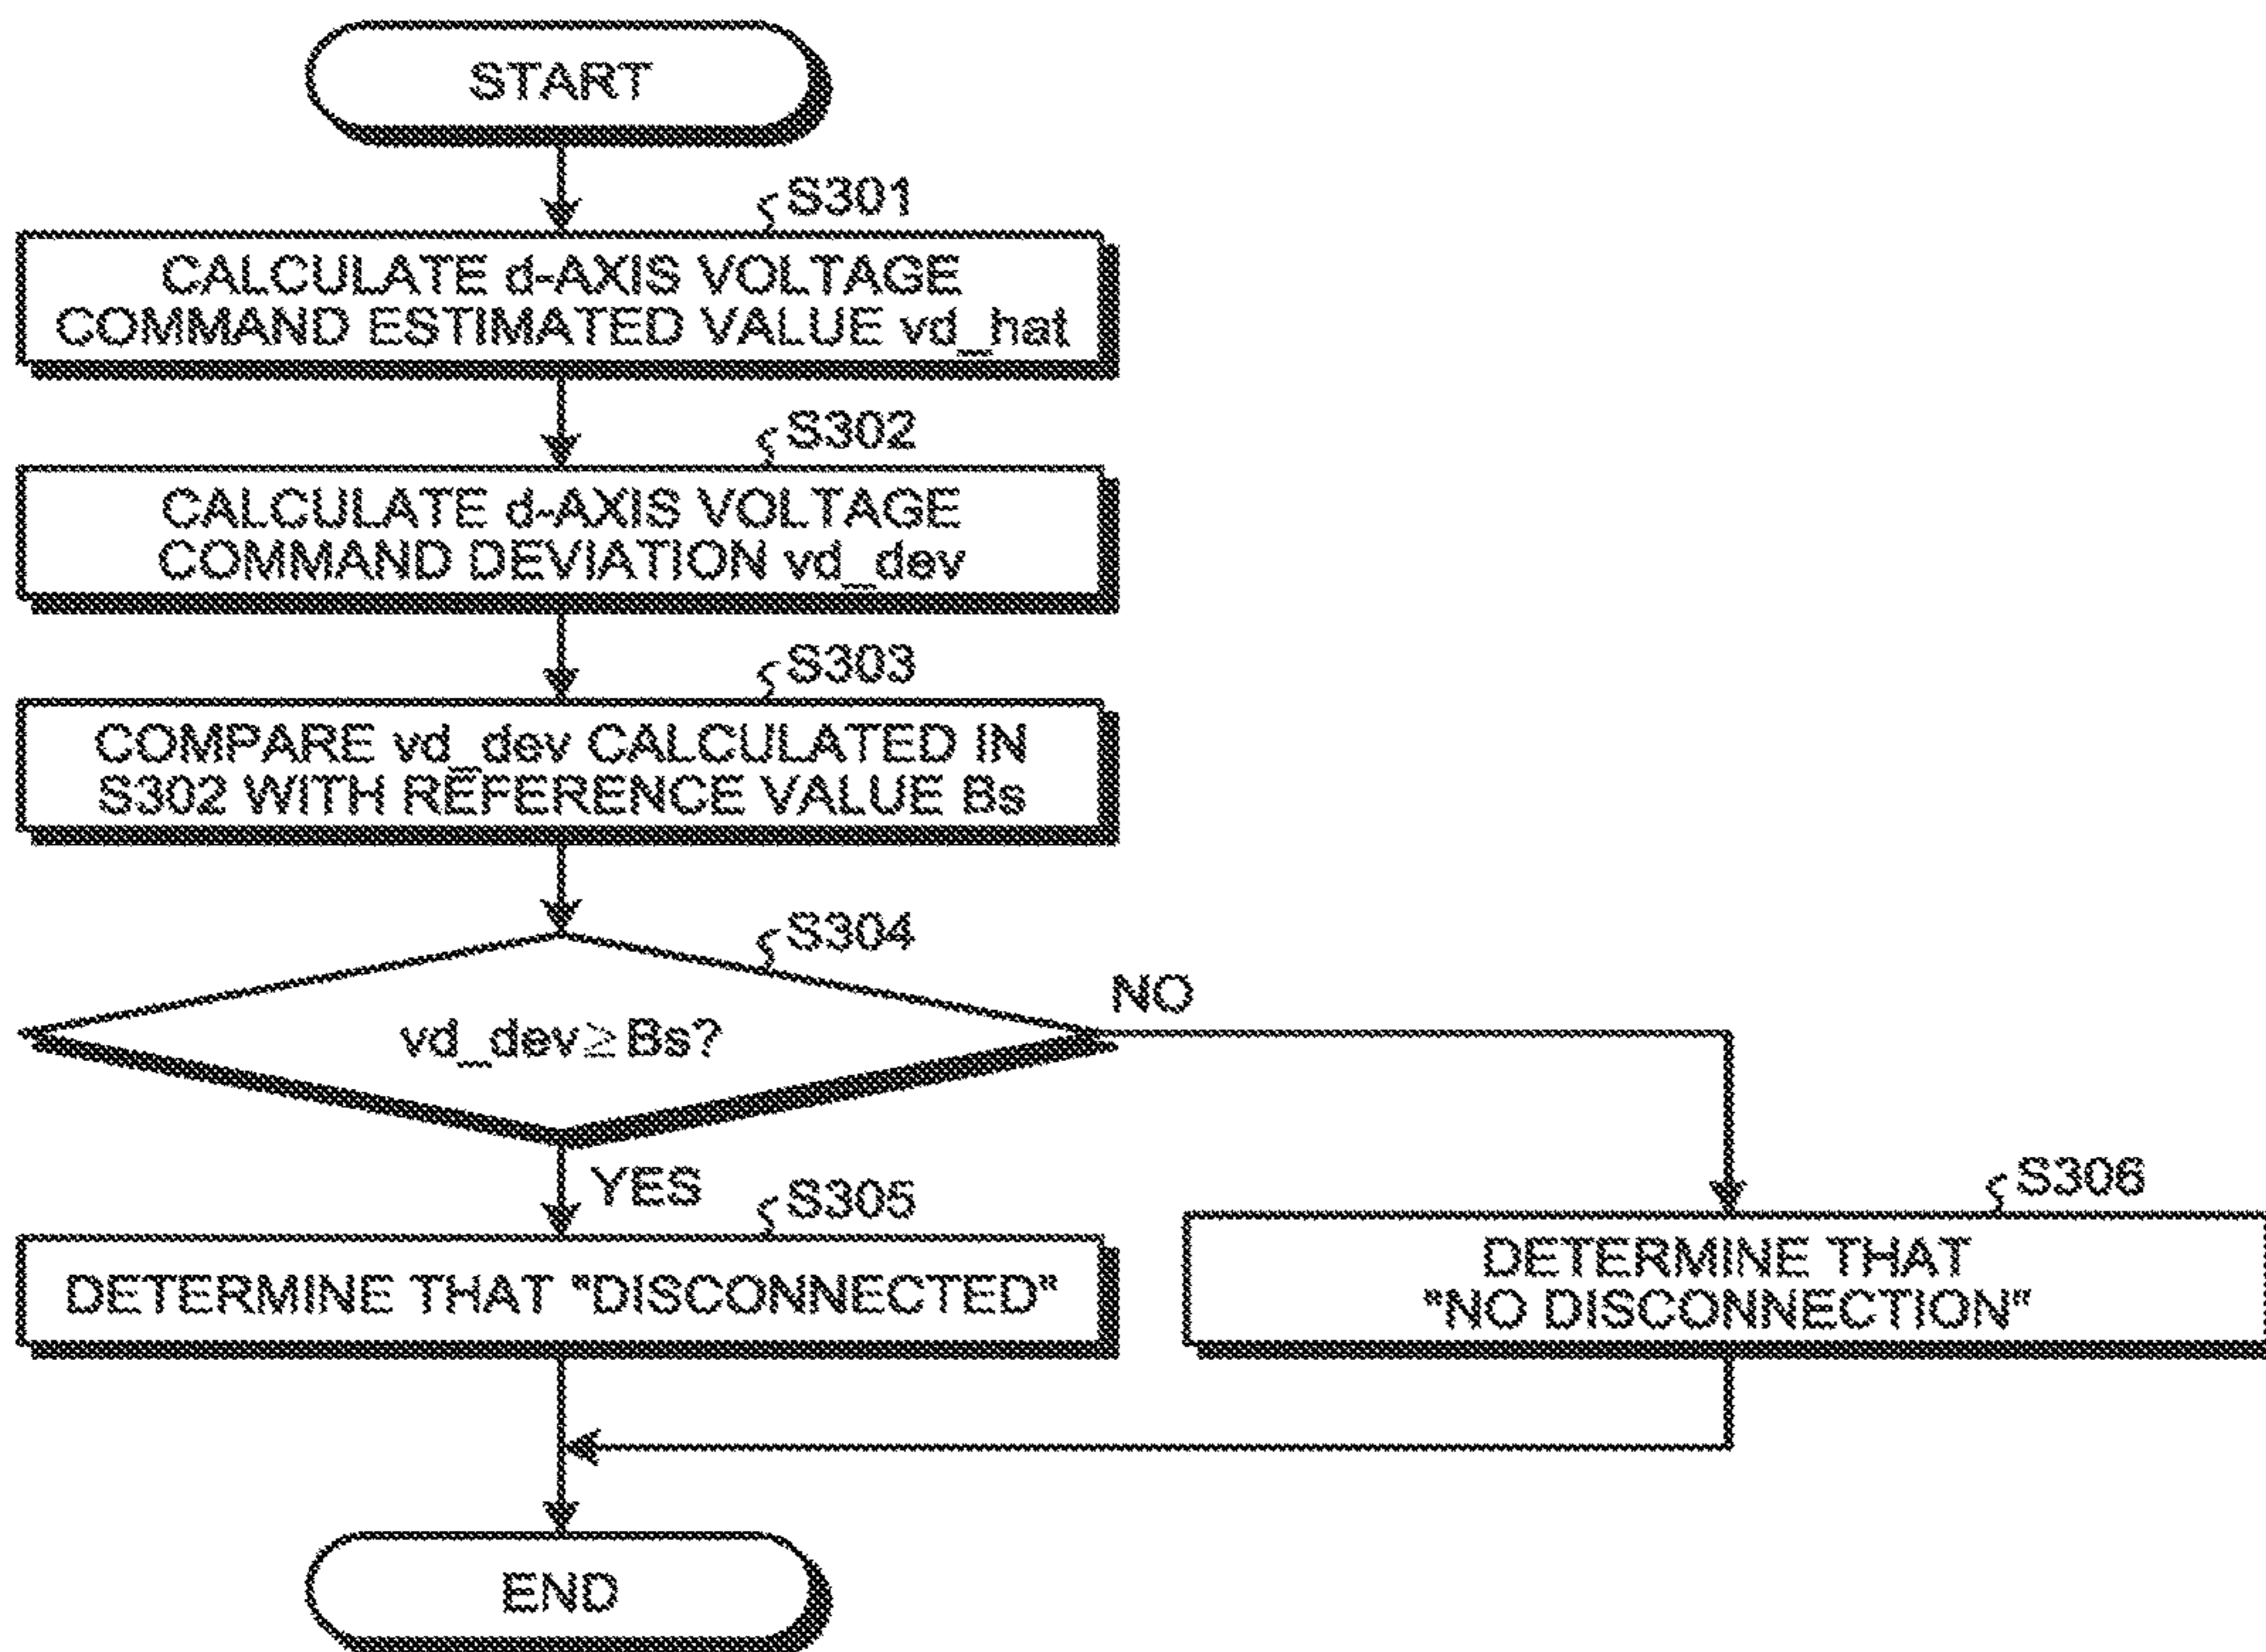 START
S301
CALCULATE d-AXIS VOLTAGE
COMMAND ESTIMATED VALUE vd_hat
S302
CALCULATE d-AXIS VOLTAGE
COMMAND DEVIATION vd_dev
S303
COMPARE vd_dev CALCULATED IN
S302 WITH REFERENCE VALUE Bs
S304
vd_dev≥Bs?
NO
YES
S305
DETERMINE THAT "DISCONNECTED"
S306
DETERMINE THAT
"NO DISCONNECTION"
END